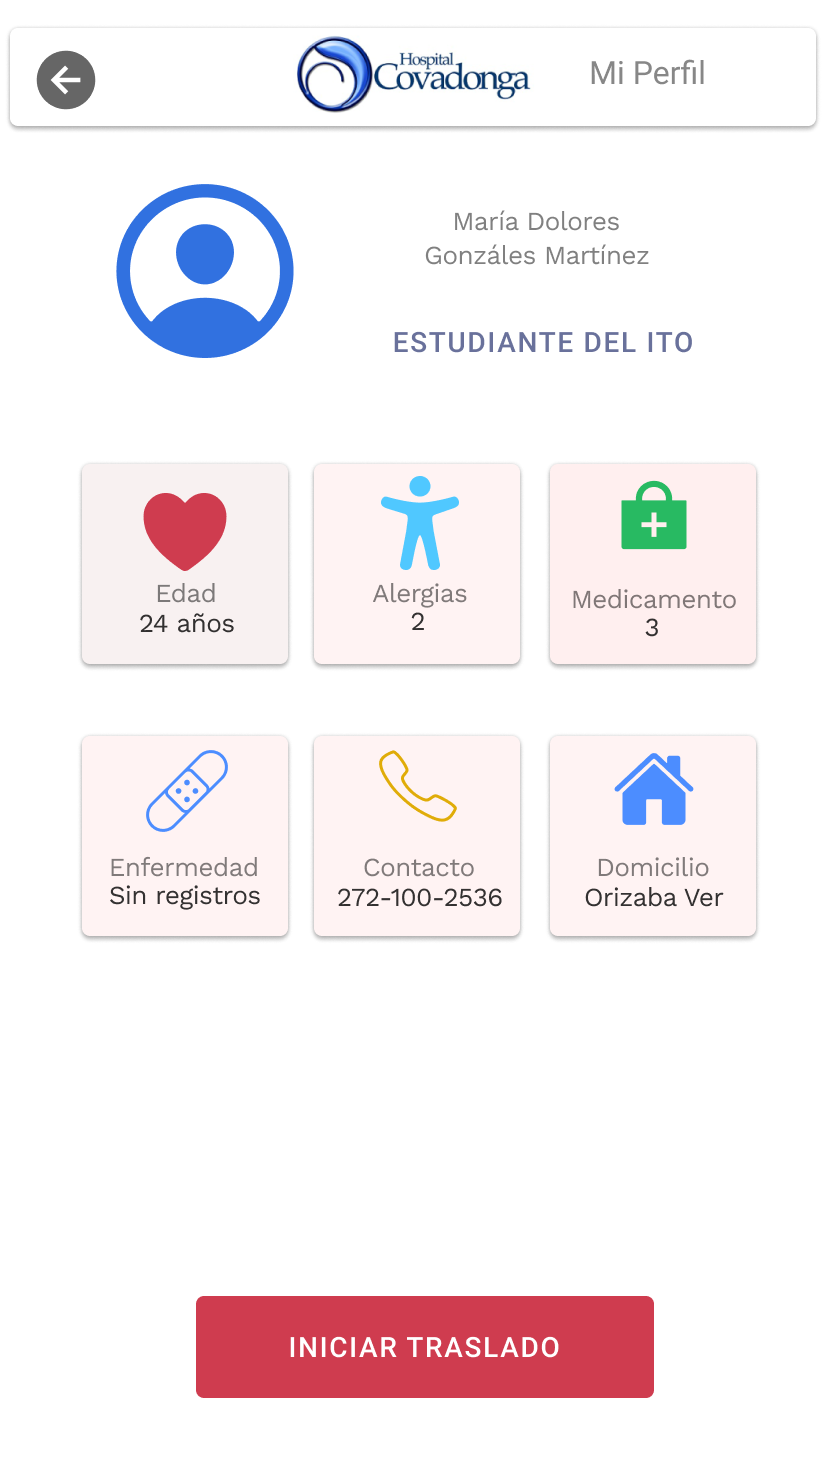 Hospital
Covadonga
Mi Perfil
María Dolores
Gonzáles Martínez
ESTUDIANTE DEL ITO
Edad
24 años
Alergias
2
Medicamento
3
Enfermedad
Sin registros
Contacto
272-100-2536
Domicilio
Orizaba Ver
INICIAR TRASLADO